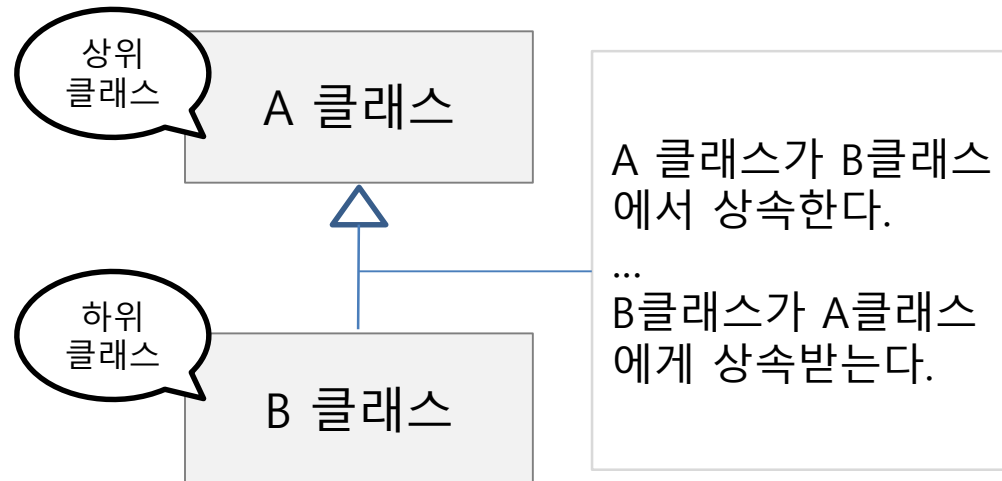 상위
클래스
A 클래스
A 클래스가 B클래스
에서 상속한다.
...
B클래스가 A클래스
에게 상속받는다.
하위
클래스
B 클래스